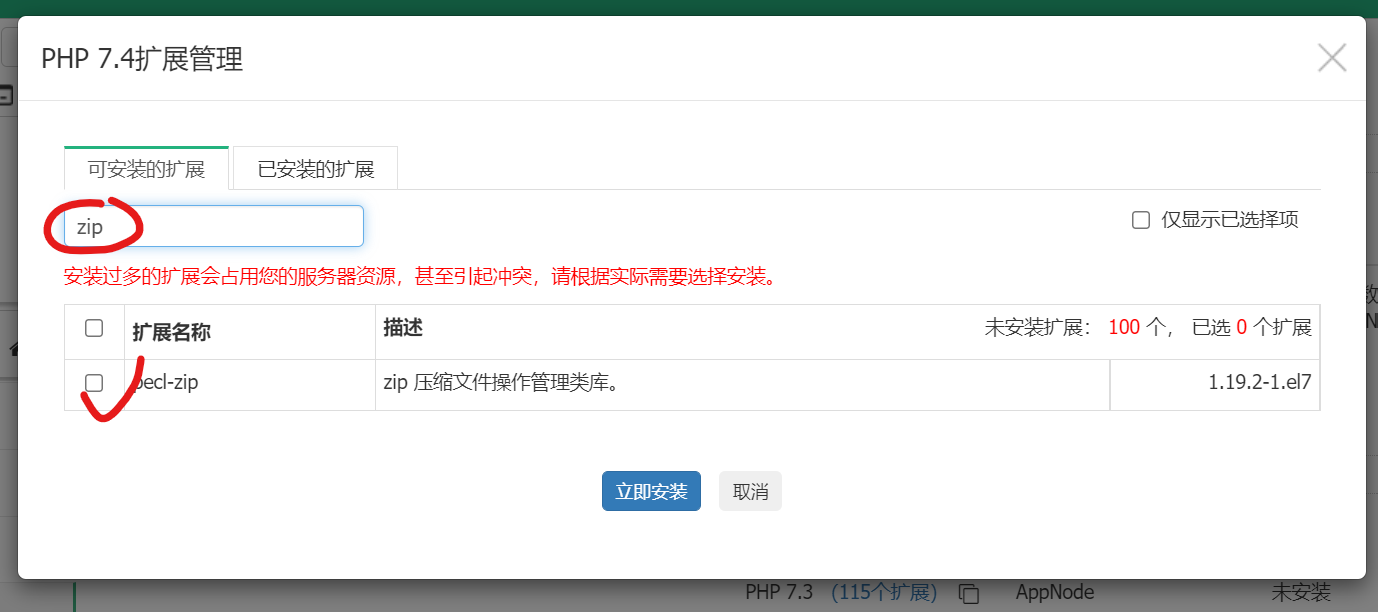 PHP 7.4扩展管理
可安装的扩展 已安装的扩展
zip 仅显示已选择项
安装过多的扩展会占用您的服务器资源，甚至引起冲突，请根据实际需要选择安装。
扩展名称 描述 未安装扩展： 100 个， 已选 0 个扩展
pecl-zip zip 压缩文件操作管理类库。 1.19.2-1.el7
立即安装 取消
PHP 7.3 (115个扩展) AppNode 未安装